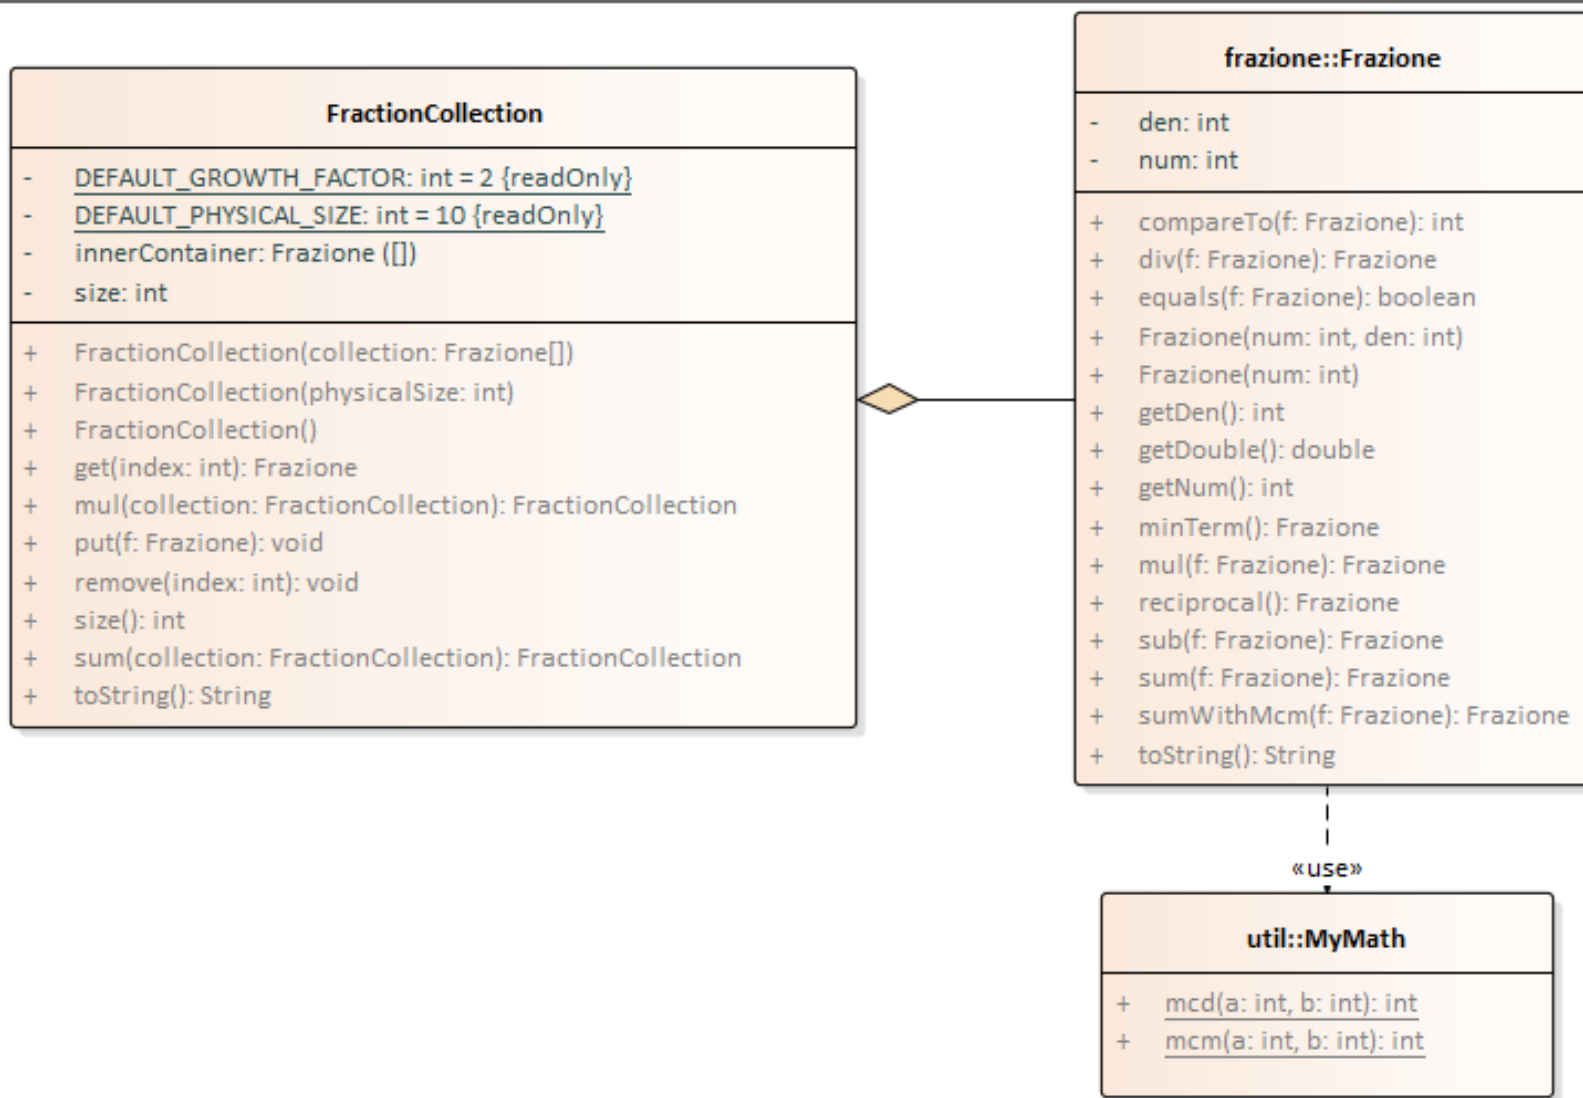 FractionCollection
- DEFAULT_GROWTH_FACTOR: int = 2 {readOnly}
- DEFAULT_PHYSICAL_SIZE: int = 10 {readOnly}
- innerContainer: Frazione ([])
- size: int
+ FractionCollection(collection: Frazione[])
+ FractionCollection(physicalSize: int)
+ FractionCollection()
+ get(index: int): Frazione
+ mul(collection: FractionCollection): FractionCollection
+ put(f: Frazione): void
+ remove(index: int): void
+ size(): int
+ sum(collection: FractionCollection): FractionCollection
+ toString(): String
frazione::Frazione
- den: int
- num: int
+ compareTo(f: Frazione): int
+ div(f: Frazione): Frazione
+ equals(f: Frazione): boolean
+ Frazione(num: int, den: int)
+ Frazione(num: int)
+ getDen(): int
+ getDouble(): double
+ getNum(): int
+ minTerm(): Frazione
+ mul(f: Frazione): Frazione
+ reciprocal(): Frazione
+ sub(f: Frazione): Frazione
+ sum(f: Frazione): Frazione
+ sumWithMcm(f: Frazione): Frazione
+ toString(): String
«use»
util::MyMath
+ mcd(a: int, b: int): int
+ mcm(a: int, b: int): int